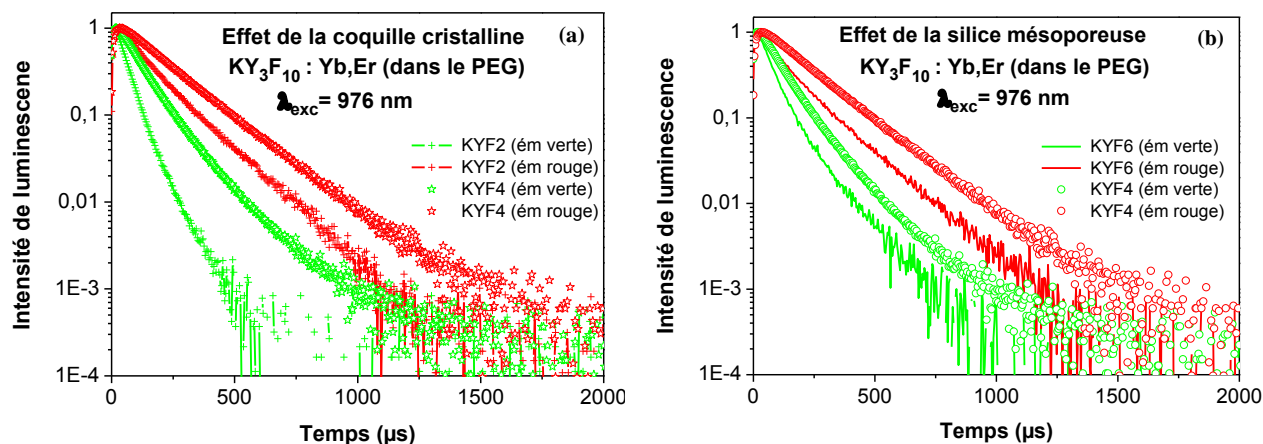 Effet de la coquille cristalline (a)
KY3F10 : Yb,Er (dans le PEG)
λexc= 976 nm
KYF2 (ém verte)
KYF2 (ém rouge)
KYF4 (ém verte)
KYF4 (ém rouge)
Intensité de luminescene
1
0,1
0,01
1E-3
1E-4
0 500 1000 1500 2000
Temps (µs)
Effet de la silice mésoporeuse (b)
KY3F10 : Yb,Er (dans le PEG)
λexc= 976 nm
KYF6 (ém verte)
KYF6 (ém rouge)
KYF4 (ém verte)
KYF4 (ém rouge)
Intensité de luminescence
1
0,1
0,01
1E-3
1E-4
0 500 1000 1500 2000
Temps (µs)